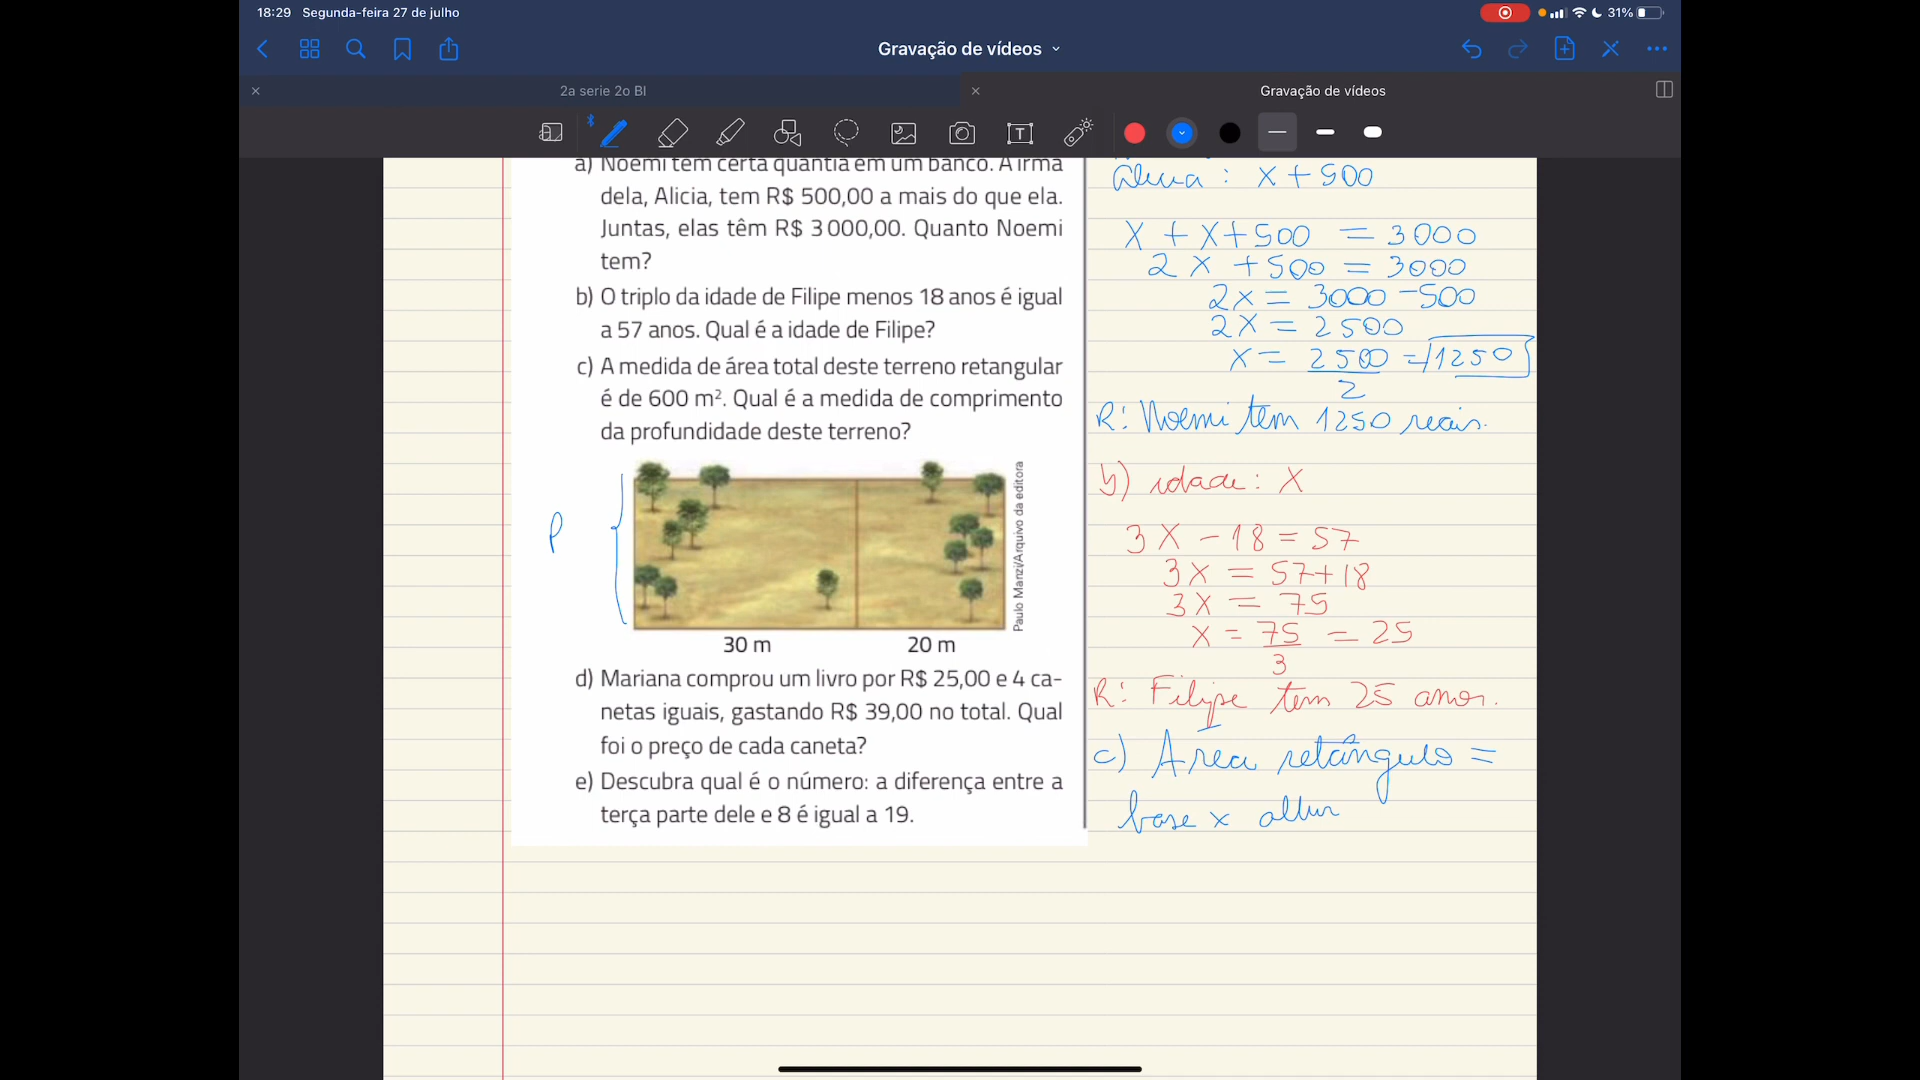 18:29 Segunda-feira 27 de julho
31%
Gravação de vídeos
2a serie 2o BI
Gravação de vídeos
T
a) Noemi tem certa quantia em um banco. A irmã
dela, Alicia, tem R$ 500,00 a mais do que ela.
Juntas, elas têm R$ 3 000,00. Quanto Noemi
tem?
b) O triplo da idade de Filipe menos 18 anos é igual
a 57 anos. Qual é a idade de Filipe?
c) A medida de área total deste terreno retangular
é de 600 m². Qual é a medida de comprimento
da profundidade deste terreno?
P
Paulo Manzi/Arquivo da editora
30 m 20 m
d) Mariana comprou um livro por R$ 25,00 e 4 ca-
netas iguais, gastando R$ 39,00 no total. Qual
foi o preço de cada caneta?
e) Descubra qual é o número: a diferença entre a
terça parte dele e 8 é igual a 19.
: x + 500
x + x + 500 = 3000
2x + 500 = 3000
2x = 3000 - 500
2x = 2500
x = 2500 = 1250
2
R: Noemi tem 1250 reais.
b) idade: x
3x - 18 = 57
3x = 57 + 18
3x = 75
x = 75 = 25
3
R: Filipe tem 25 anos.
c) Area retângulo =
base x altur